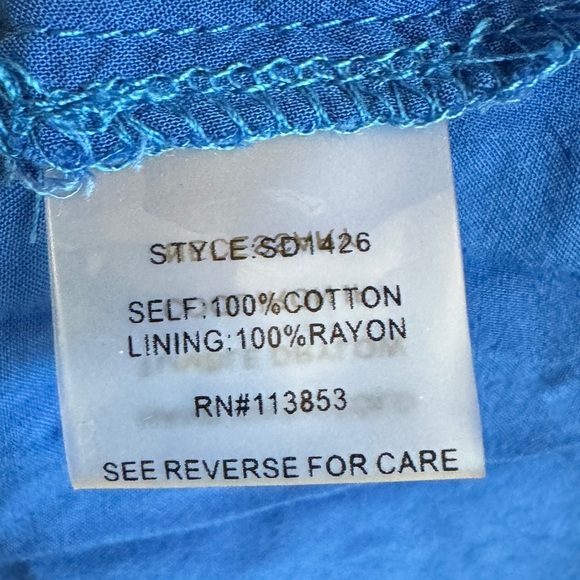 STYLE:SD1426
SELF:100%COTTON
LINING:100%RAYON
RN#113853
SEE REVERSE FOR CARE